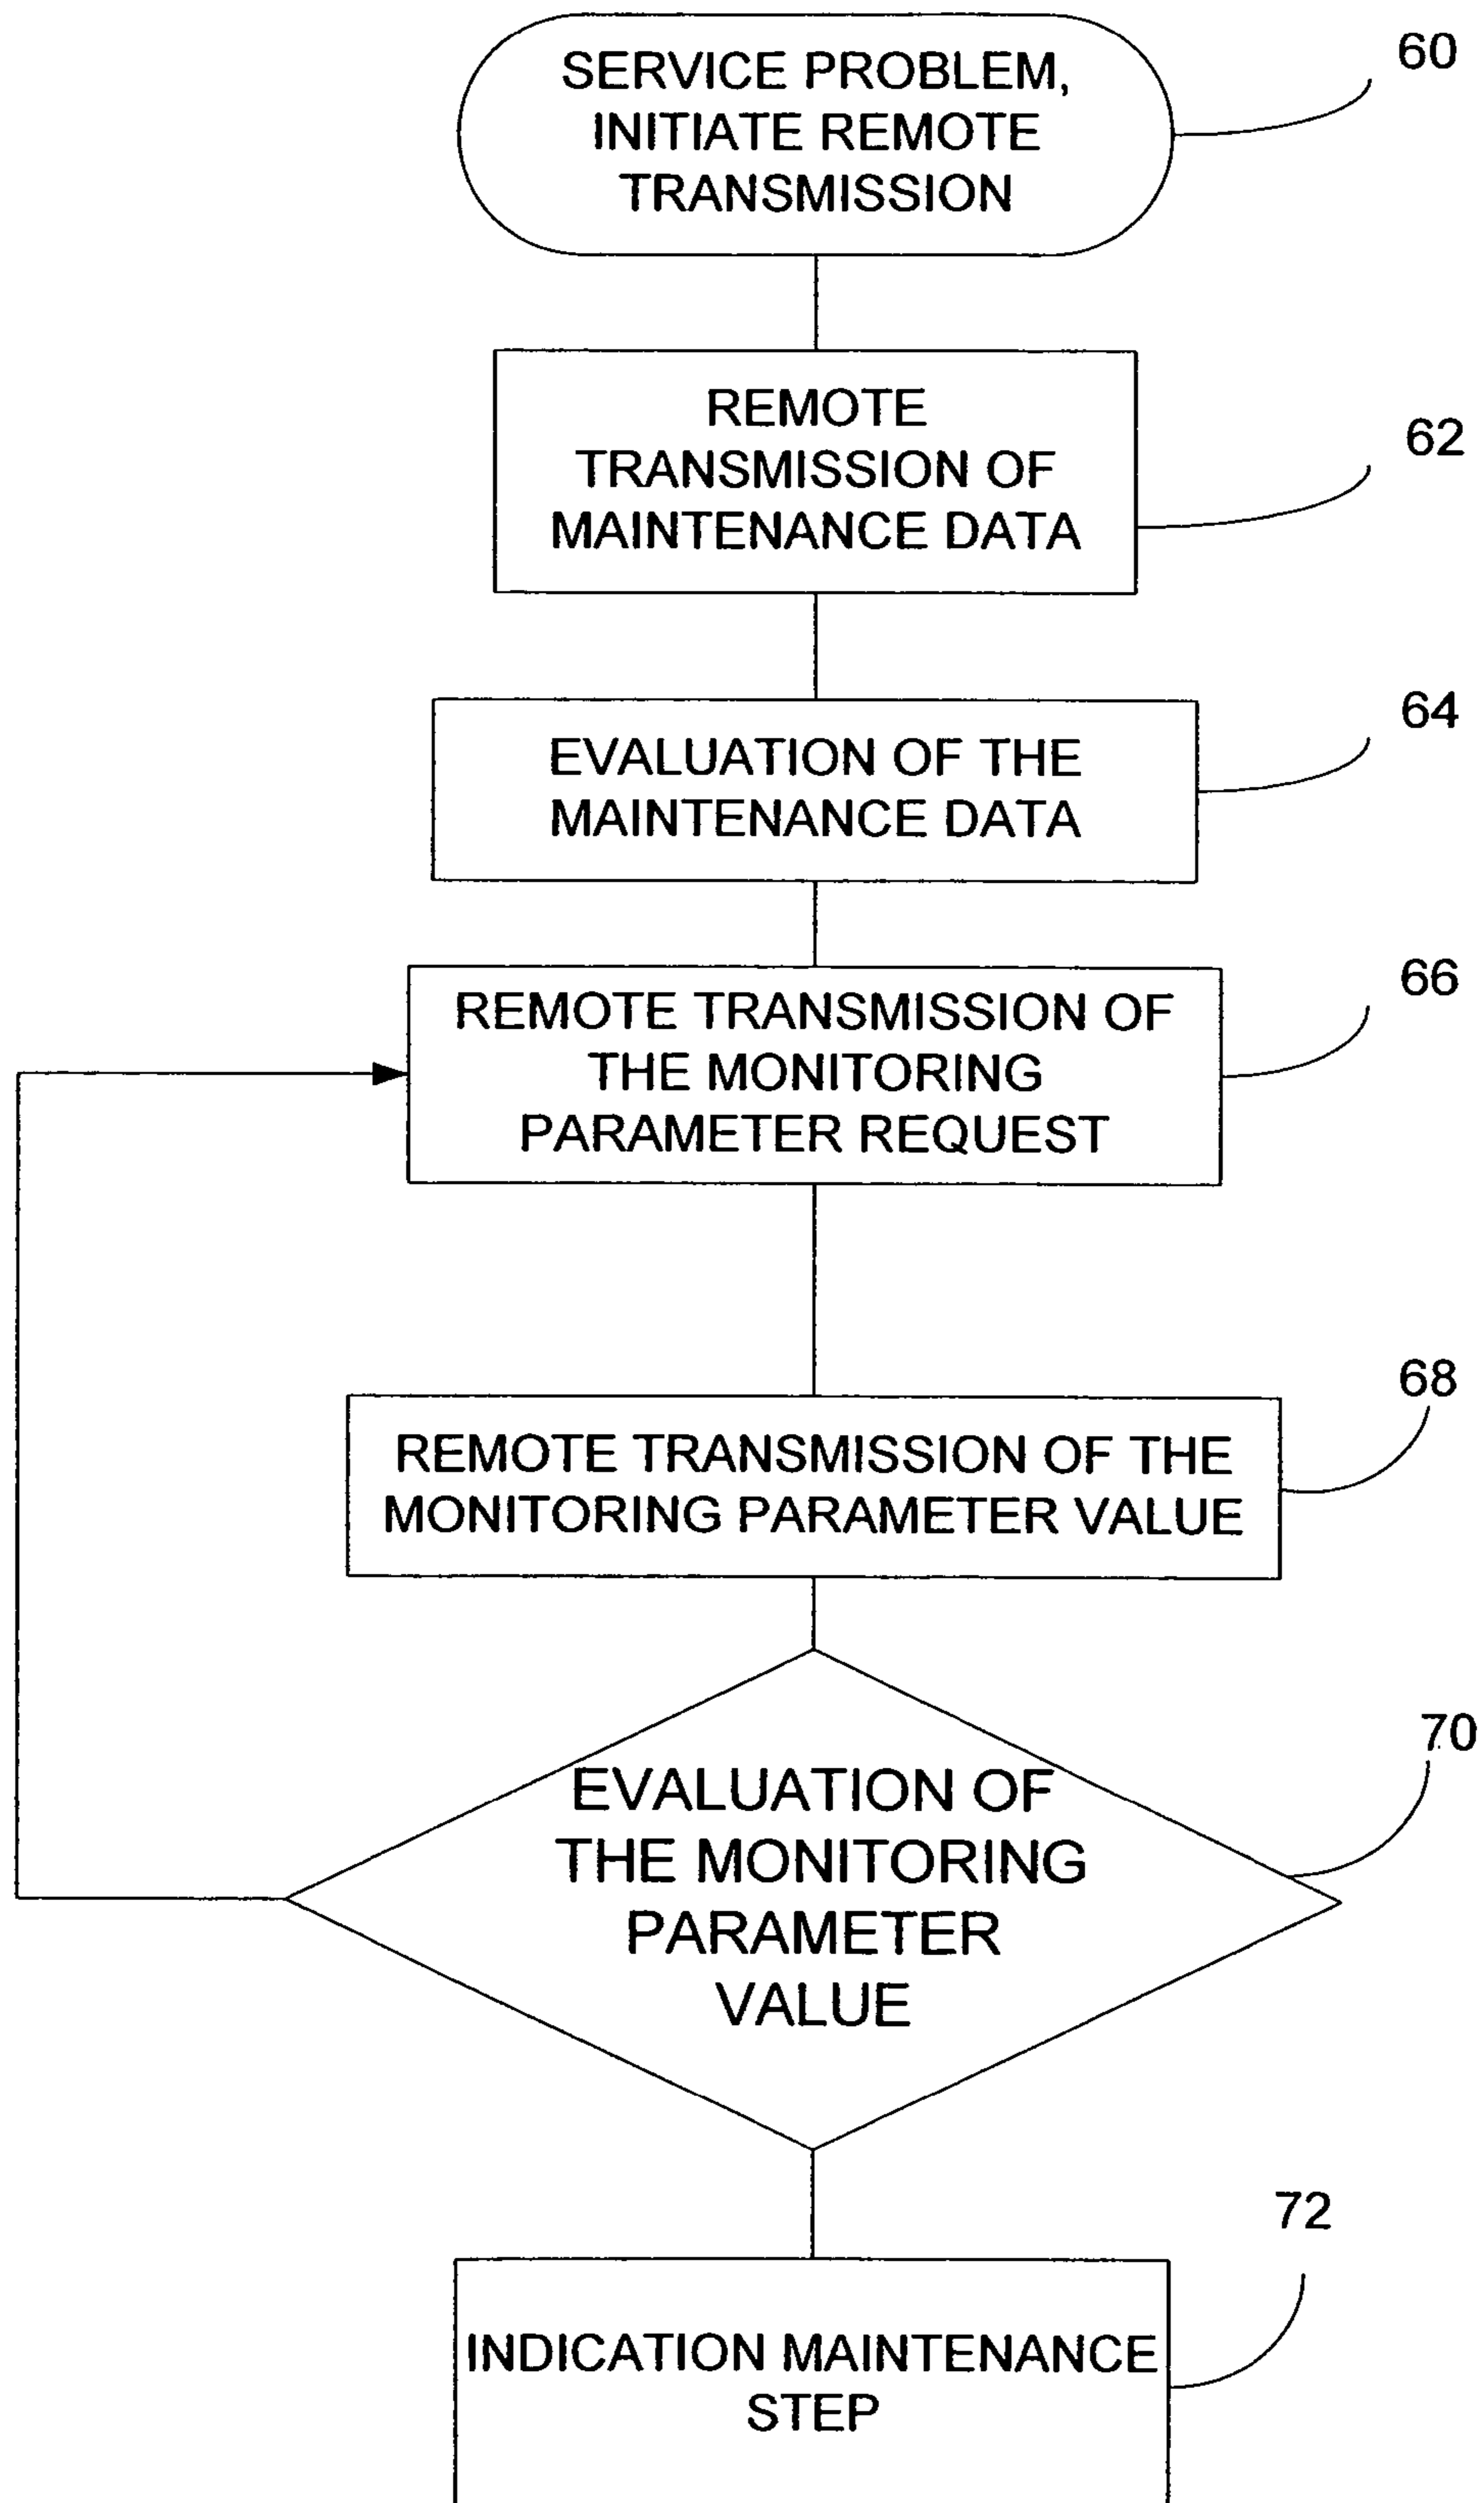 SERVICE PROBLEM,
INITIATE REMOTE
TRANSMISSION
60
REMOTE
TRANSMISSION OF
MAINTENANCE DATA
62
EVALUATION OF THE
MAINTENANCE DATA
64
REMOTE TRANSMISSION OF
THE MONITORING
PARAMETER REQUEST
66
REMOTE TRANSMISSION OF THE
MONITORING PARAMETER VALUE
68
EVALUATION OF
THE MONITORING
PARAMETER
VALUE
70
INDICATION MAINTENANCE
STEP
72